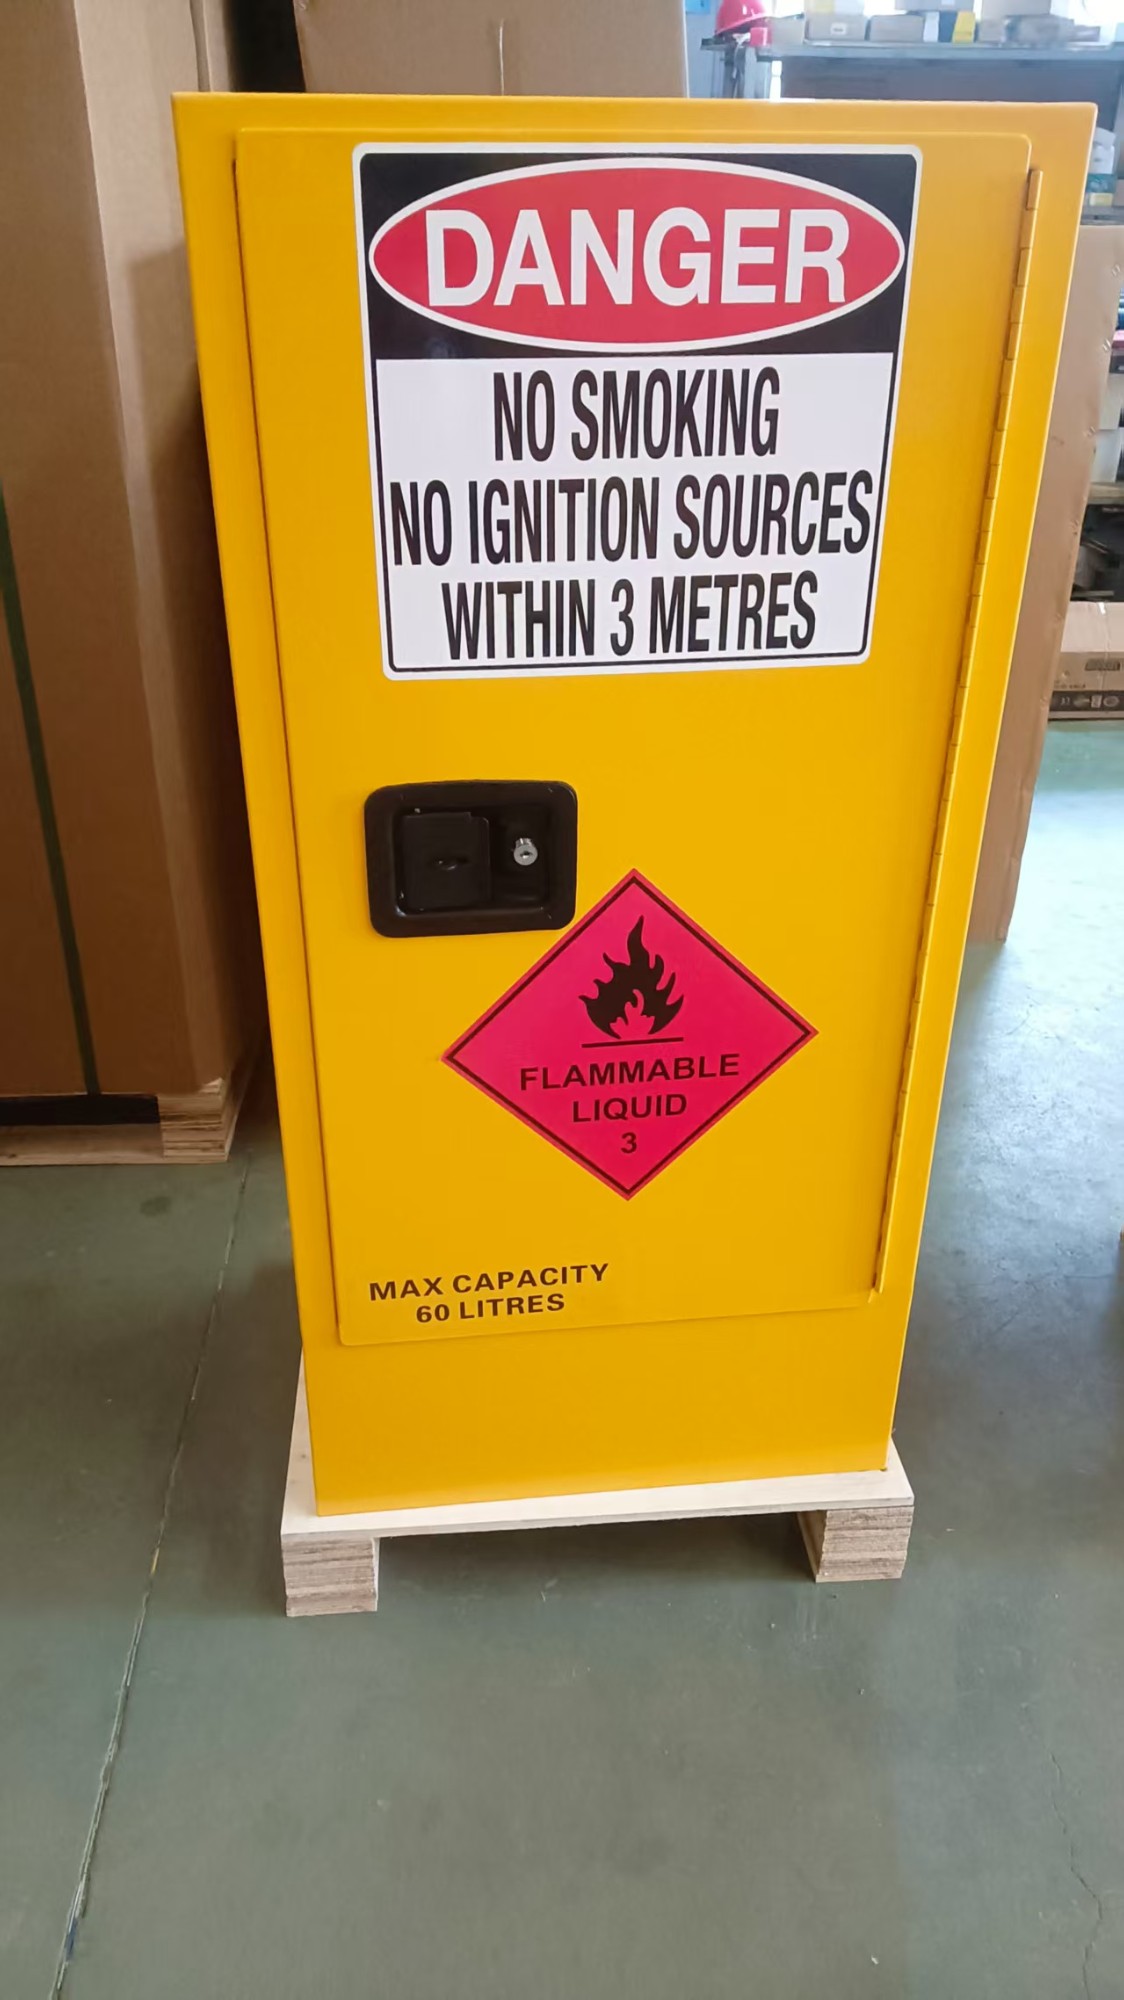 DANGER
NO SMOKING
NO IGNITION SOURCES
WITHIN 3 METRES
FLAMMABLE
LIQUID
3
MAX CAPACITY
60 LITRES